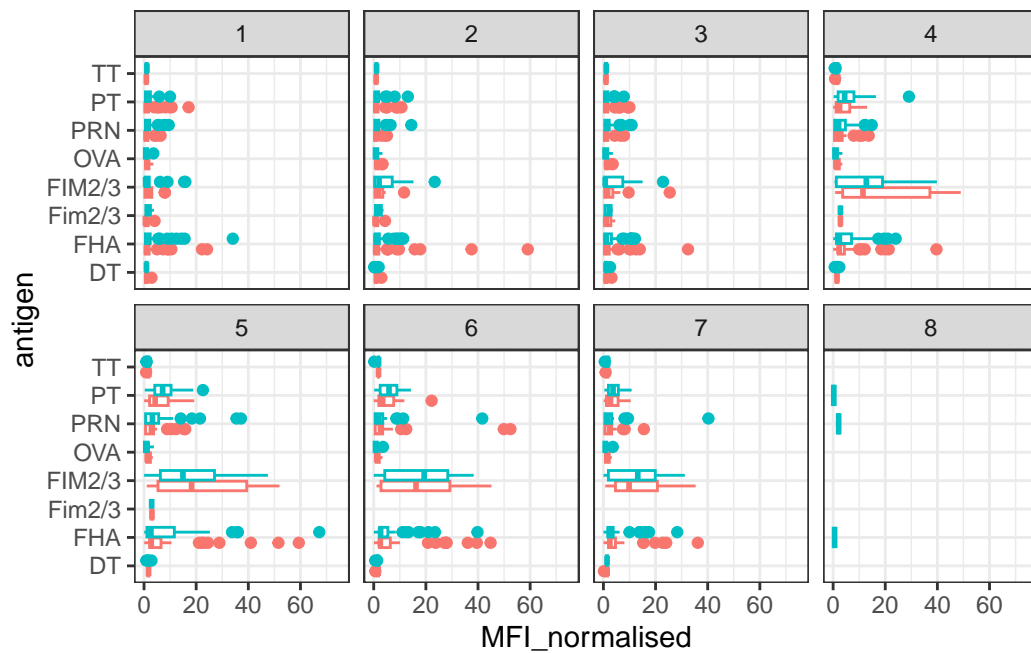 1 2 3 4
TT
PT
PRN
OVA
FIM2/3
Fim2/3
FHA
DT
antigen
5 6 7 8
TT
PT
PRN
OVA
FIM2/3
Fim2/3
FHA
DT
0 20 40 60 0 20 40 60 0 20 40 60 0 20 40 60
MFI_normalised